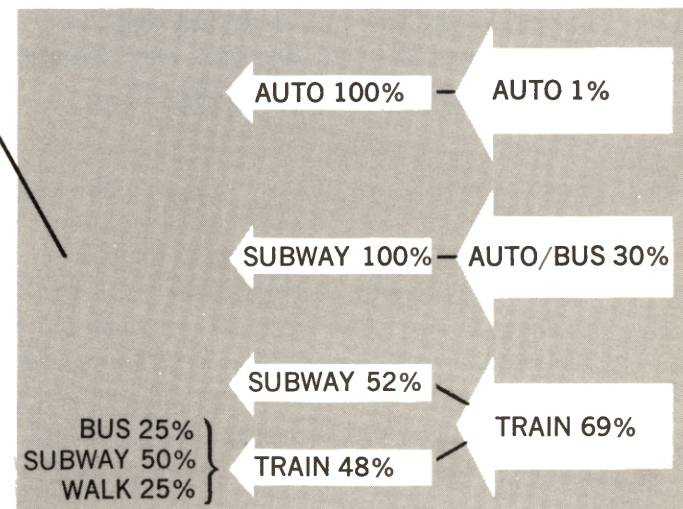 AUTO 100%
AUTO 1%
SUBWAY 100%
AUTO/BUS 30%
SUBWAY 52%
TRAIN 69%
BUS 25%
SUBWAY 50%
WALK 25%
TRAIN 48%